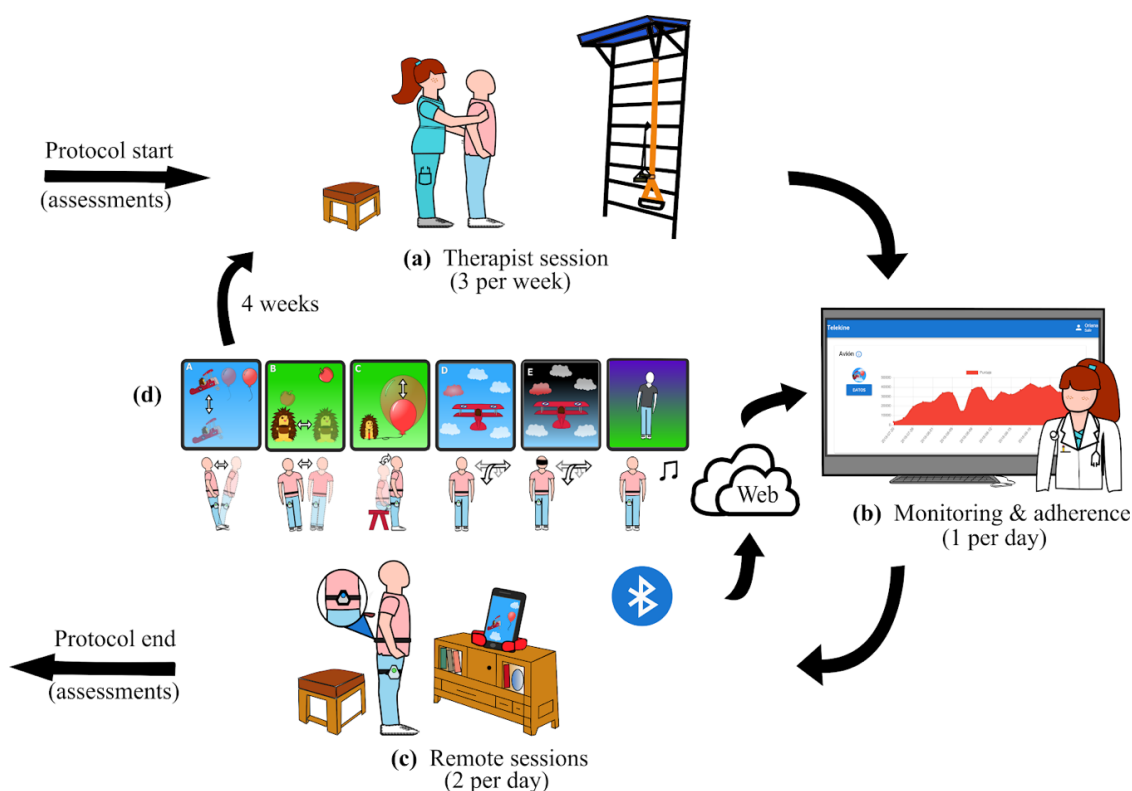 Protocol start
(assessments)
(a) Therapist session
(3 per week)
4 weeks
(d)
A
B
C
D
E
Telekine
Avión
DATOS
Web
(b) Monitoring & adherence
(1 per day)
Protocol end
(assessments)
(c) Remote sessions
(2 per day)